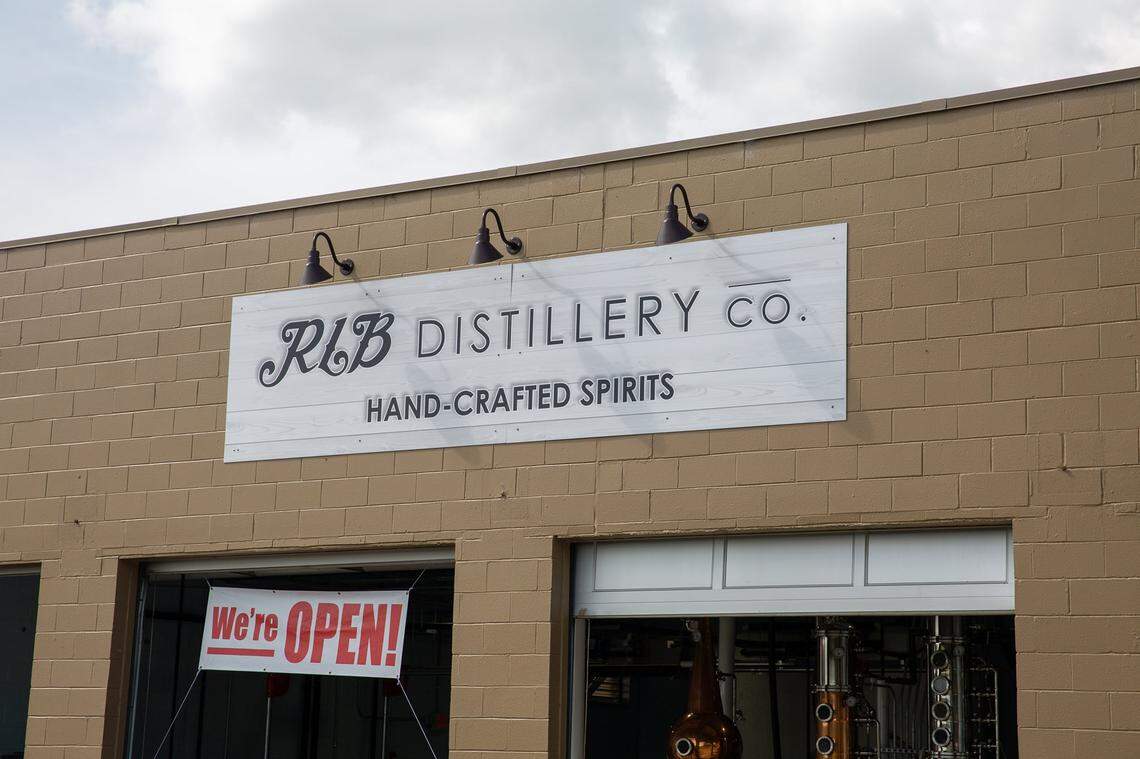 RLB DISTILLERY CO.
HAND-CRAFTED SPIRITS
We're OPEN!